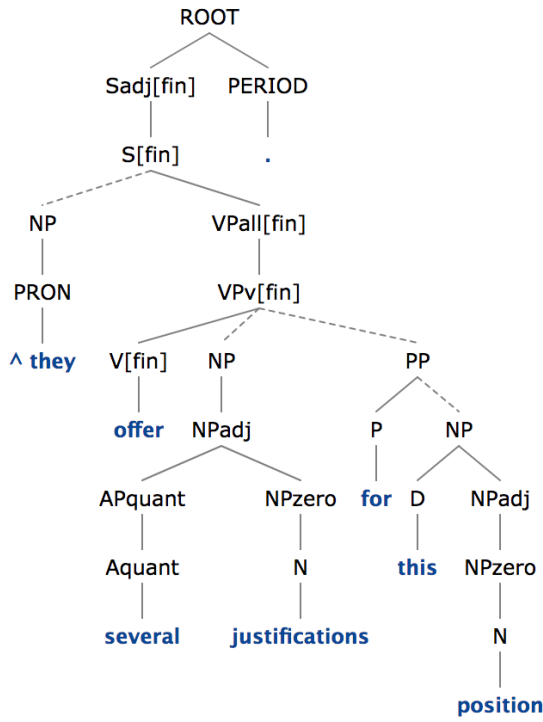 ROOT
Sadj[fin] PERIOD
S[fin] .
NP VPall[fin]
PRON VPv[fin]
^ they V[fin] NP PP
offer NPadj P NP
APquant NPzero for D NPadj
Aquant N this NPzero
several justifications N
position